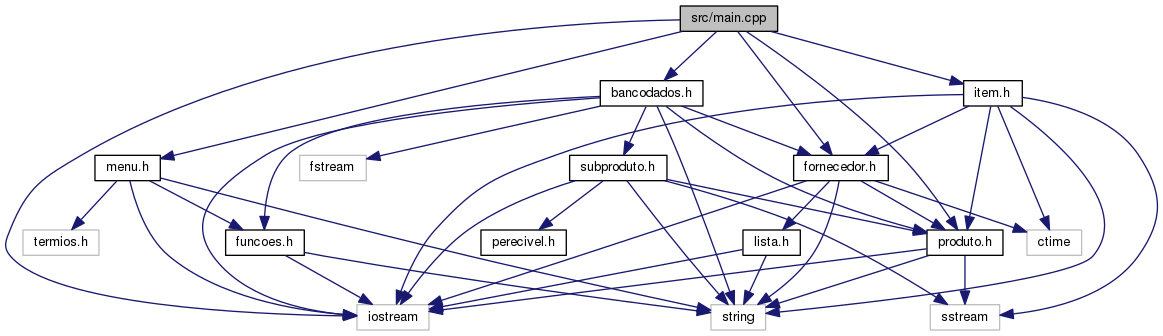 src/main.cpp
bancodados.h
item.h
menu.h
fstream
subproduto.h
fornecedor.h
termios.h
funcoes.h
perecivel.h
lista.h
produto.h
ctime
iostream
string
sstream